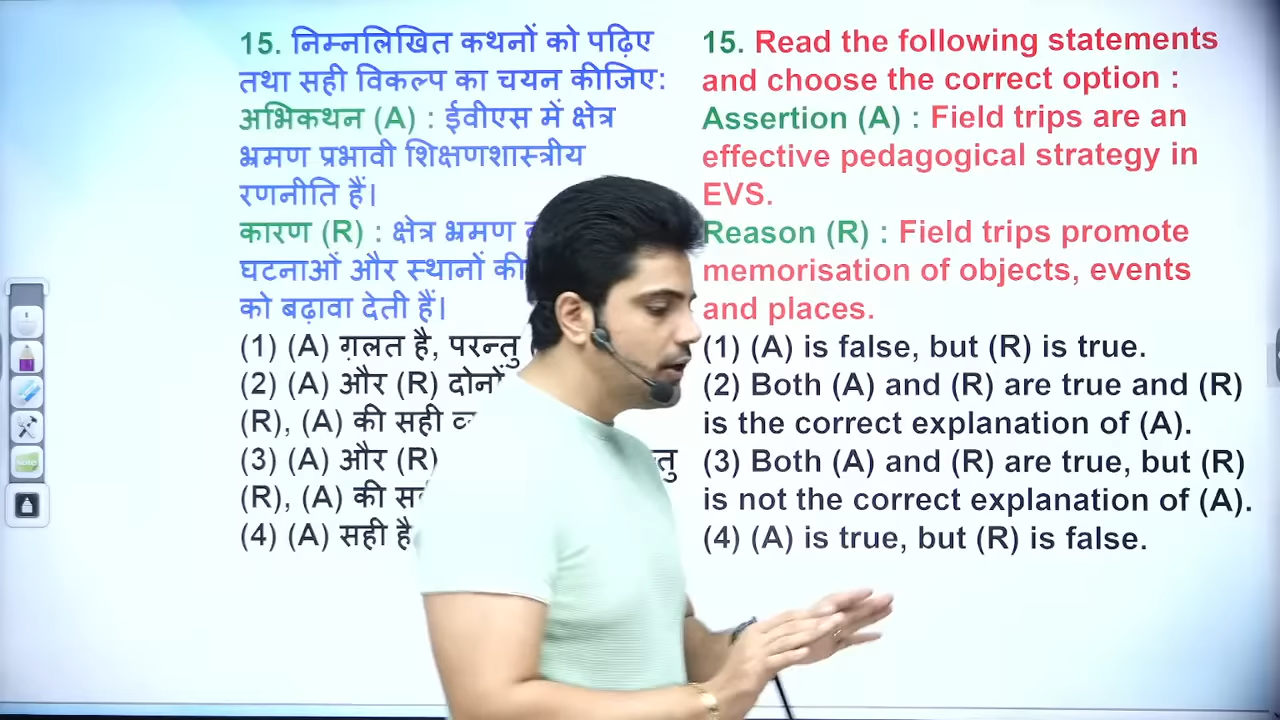 15. निम्नलिखित कथनों को पढ़िए
तथा सही विकल्प का चयन कीजिए:
अभिकथन (A) : ईवीएस में क्षेत्र
भ्रमण प्रभावी शिक्षणशास्त्रीय
रणनीति हैं।
कारण (R) : क्षेत्र भ्रमण
घटनाओं और स्थानों की
को बढ़ावा देती हैं।
(1) (A) ग़लत है, परन्तु
(2) (A) और (R) दोनों
(R), (A) की सही
(3) (A) और (R)
(R), (A) की
(4) (A) सही है
15. Read the following statements
and choose the correct option :
Assertion (A) : Field trips are an
effective pedagogical strategy in
EVS.
Reason (R) : Field trips promote
memorisation of objects, events
and places.
(1) (A) is false, but (R) is true.
(2) Both (A) and (R) are true and (R)
is the correct explanation of (A).
(3) Both (A) and (R) are true, but (R)
is not the correct explanation of (A).
(4) (A) is true, but (R) is false.